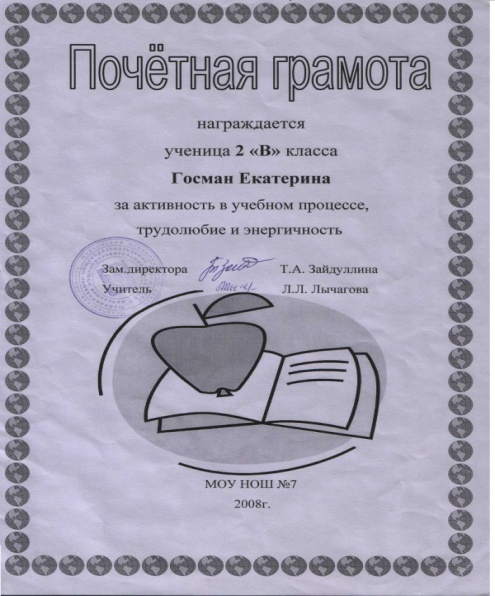 Почётная грамота
награждается
ученица 2 «В» класса
Госман Екатерина
за активность в учебном процессе,
трудолюбие и энергичность
Зам.директора Т.А. Зайдуллина
Учитель Л.Л. Лычагова
МОУ НОШ №7
2008г.